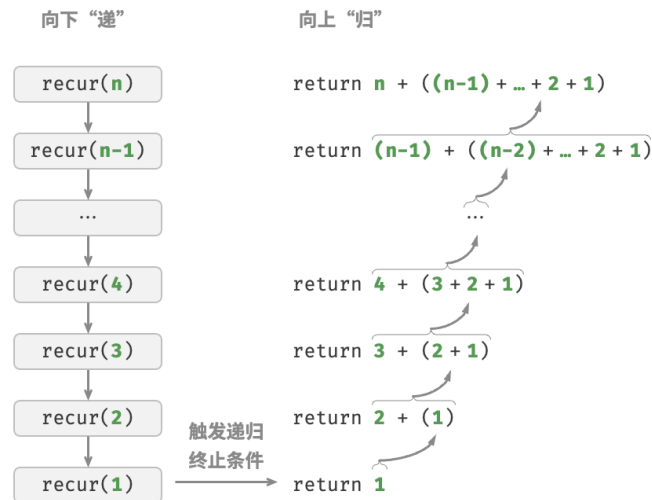 向下“递”
向上“归”
recur(n)
return n + ((n-1) + … + 2 + 1)
recur(n-1)
return (n-1) + ((n-2) + … + 2 + 1)
…
…
recur(4)
return 4 + (3 + 2 + 1)
recur(3)
return 3 + (2 + 1)
recur(2)
return 2 + (1)
触发递归
终止条件
recur(1)
return 1